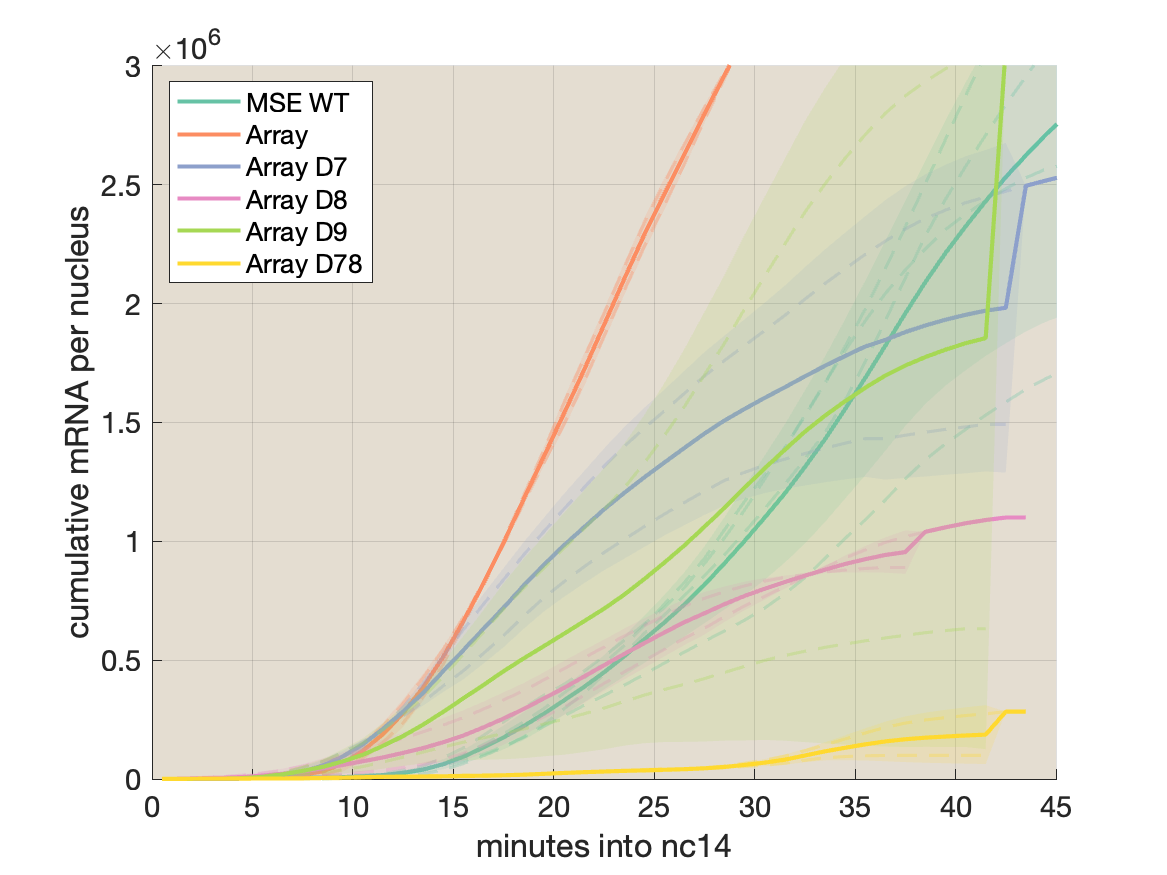 ×10⁶
3
2.5
2
1.5
1
0.5
0
MSE WT
Array
Array D7
Array D8
Array D9
Array D78
cumulative mRNA per nucleus
0 5 10 15 20 25 30 35 40 45
minutes into nc14